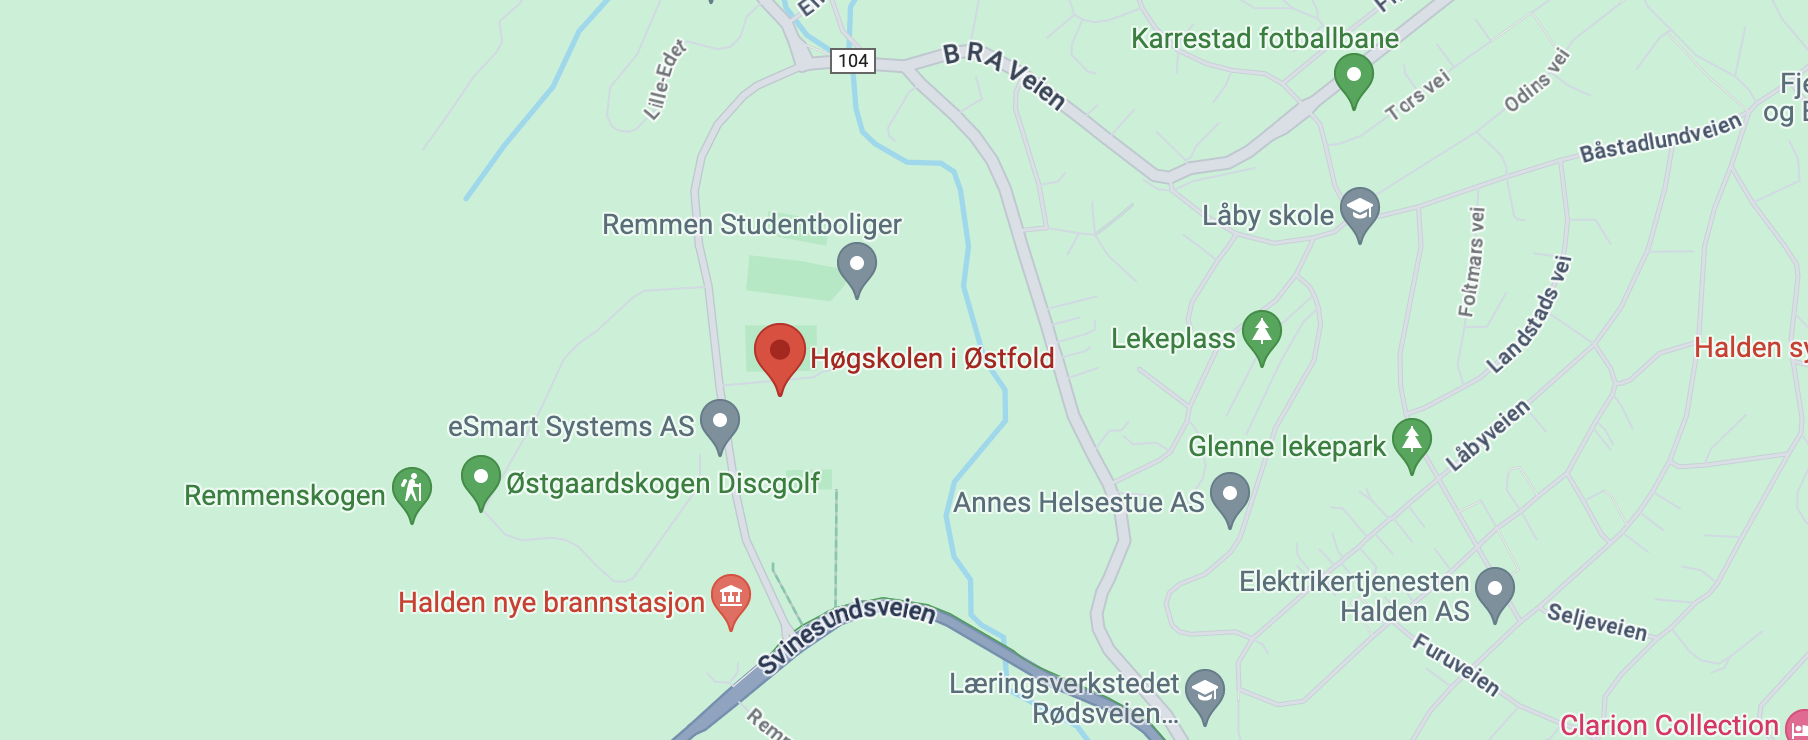 Lille-Edet
104
B R A Veien
Karrestad fotballbane
Tors vei
Odins vei
Båstadlundveien
Remmen Studentboliger
Låby skole
Foltmars vei
Landstads vei
Lekeplass
Høgskolen i Østfold
Halden
eSmart Systems AS
Låbyveien
Glenne lekepark
Østgaardskogen Discgolf
Remmenskogen
Annes Helsestue AS
Halden nye brannstasjon
Svinesundsveien
Elektrikertjenesten
Halden AS
Seljeveien
Furuveien
Læringsverkstedet
Rødsveien...
Clarion Collection